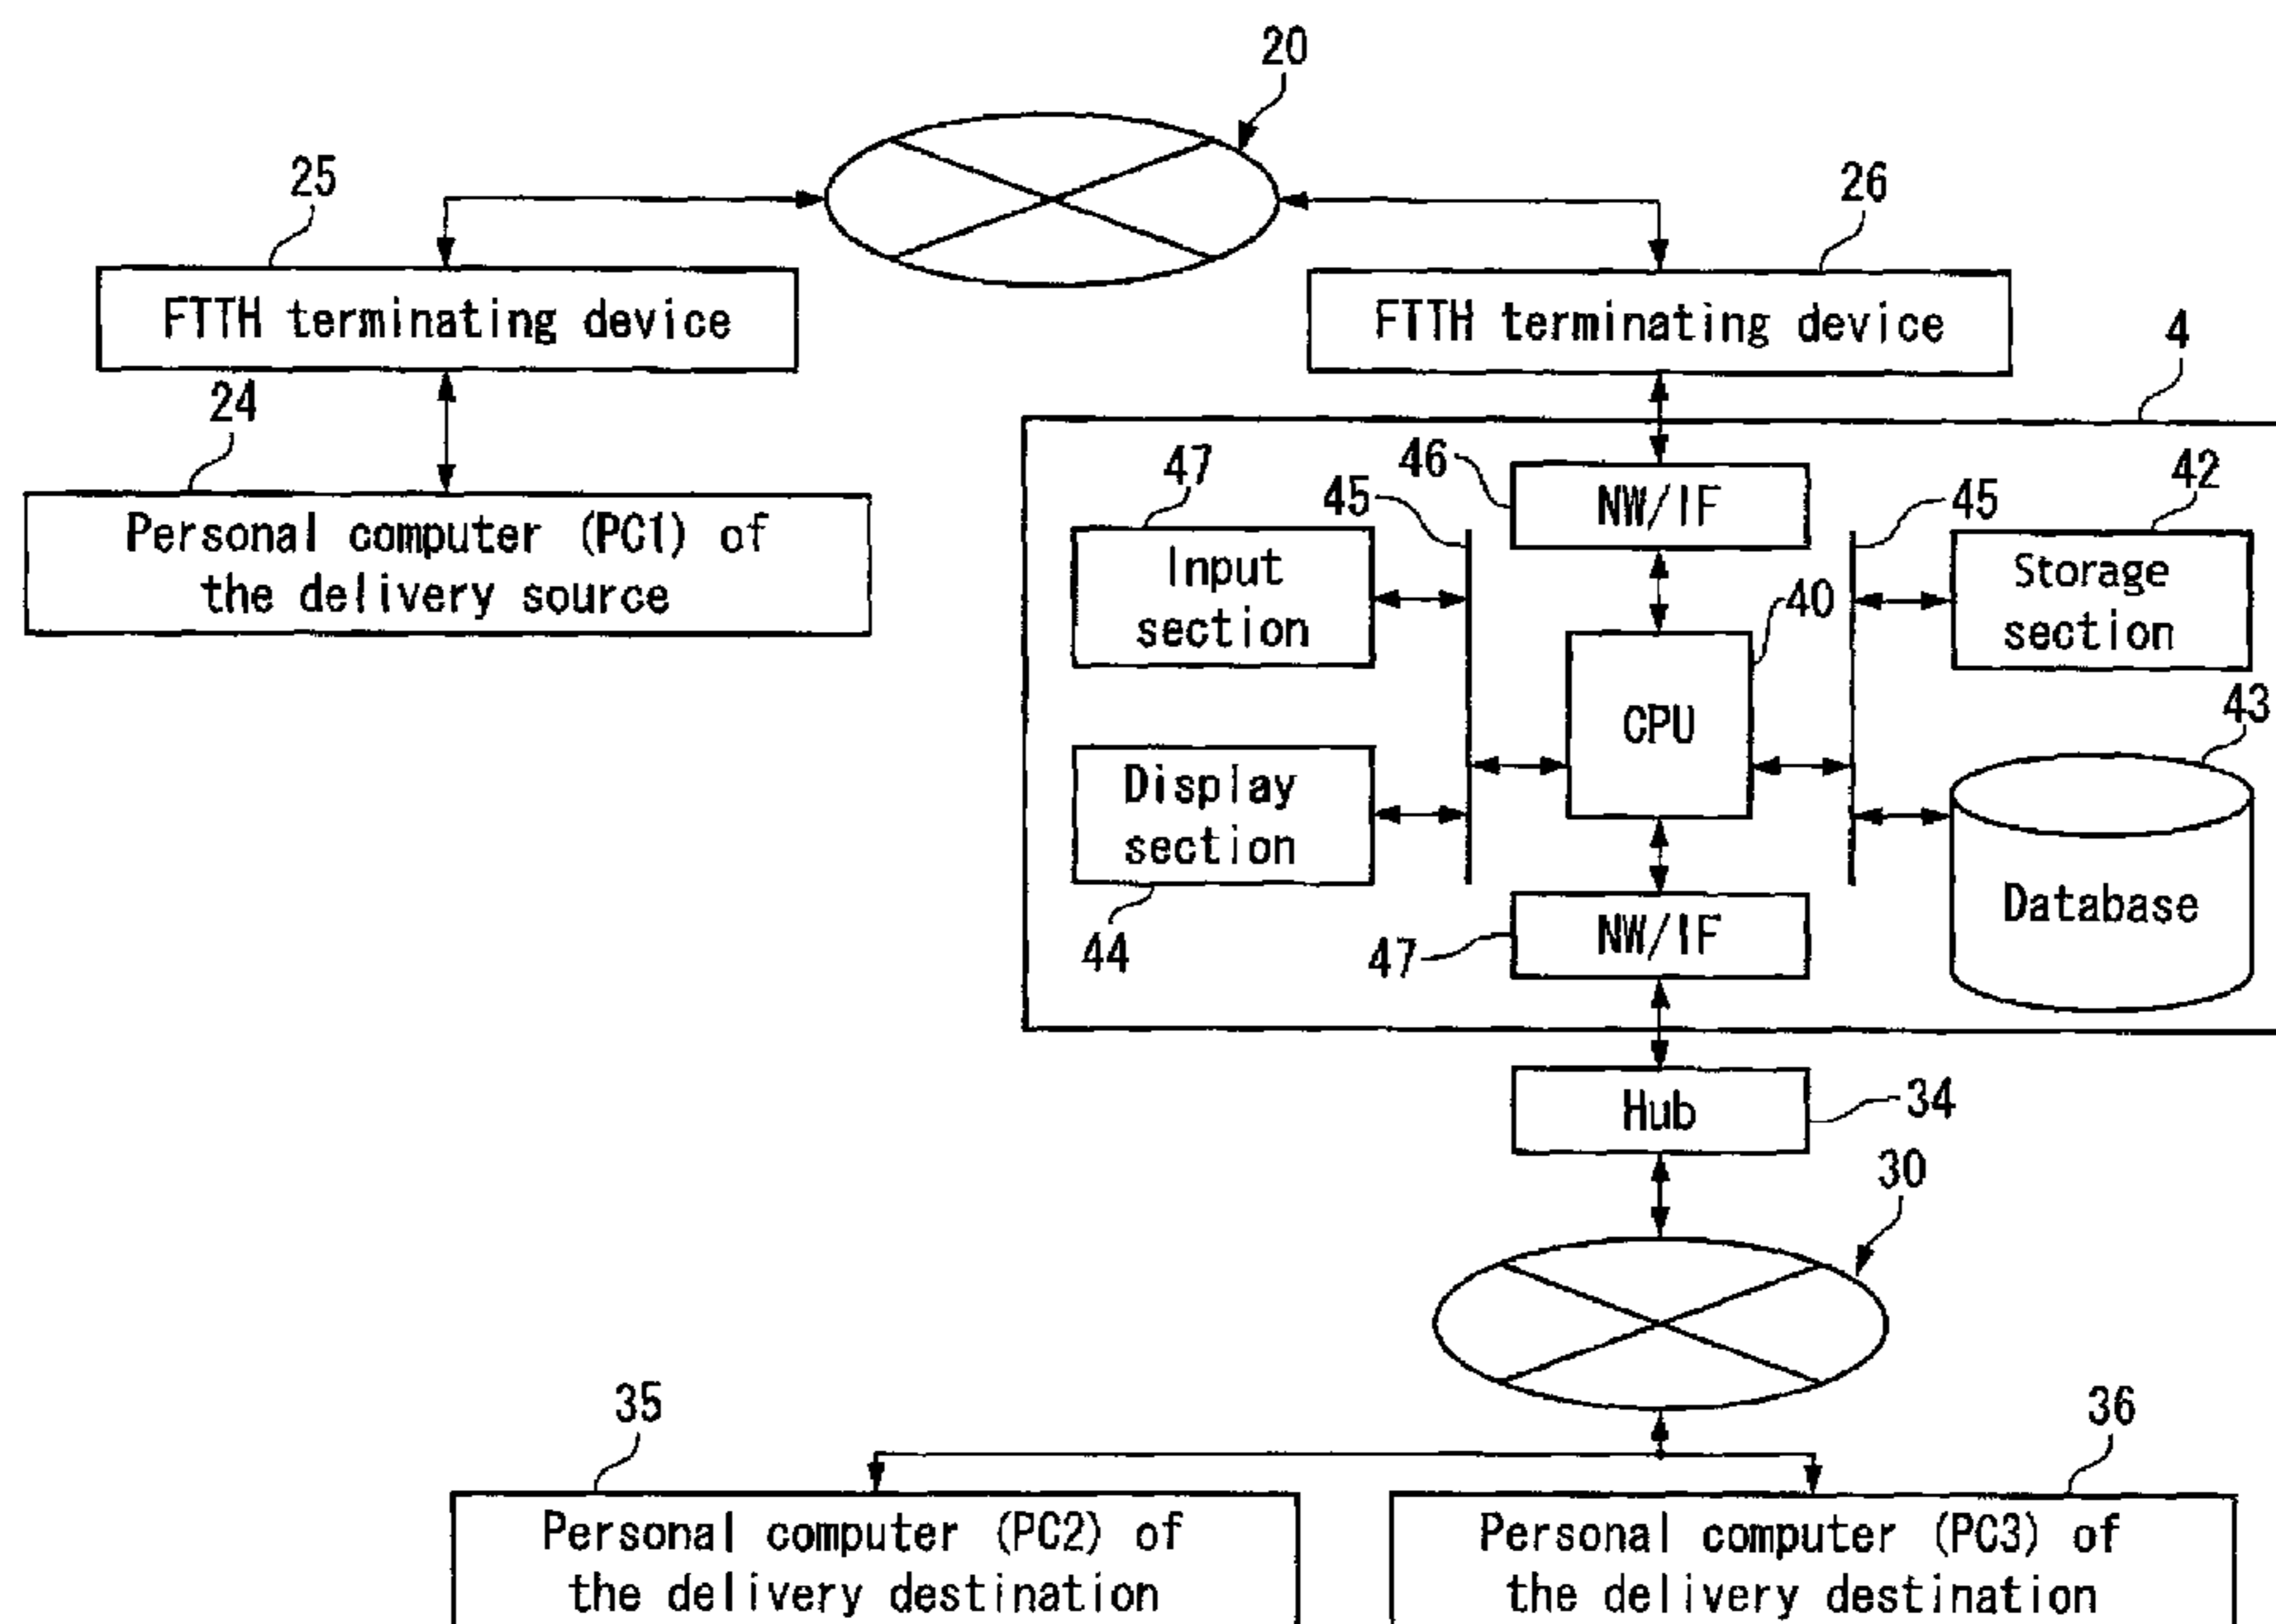 20
25
26
FTTH terminating device
FTTH terminating device
4
24
Personal computer (PC1) of
the delivery source
47
45
46
NW/IF
42
45
Input
section
Storage
section
40
CPU
43
Display
section
44
47
NW/IF
Database
Hub
34
30
35
36
Personal computer (PC2) of
the delivery destination
Personal computer (PC3) of
the delivery destination